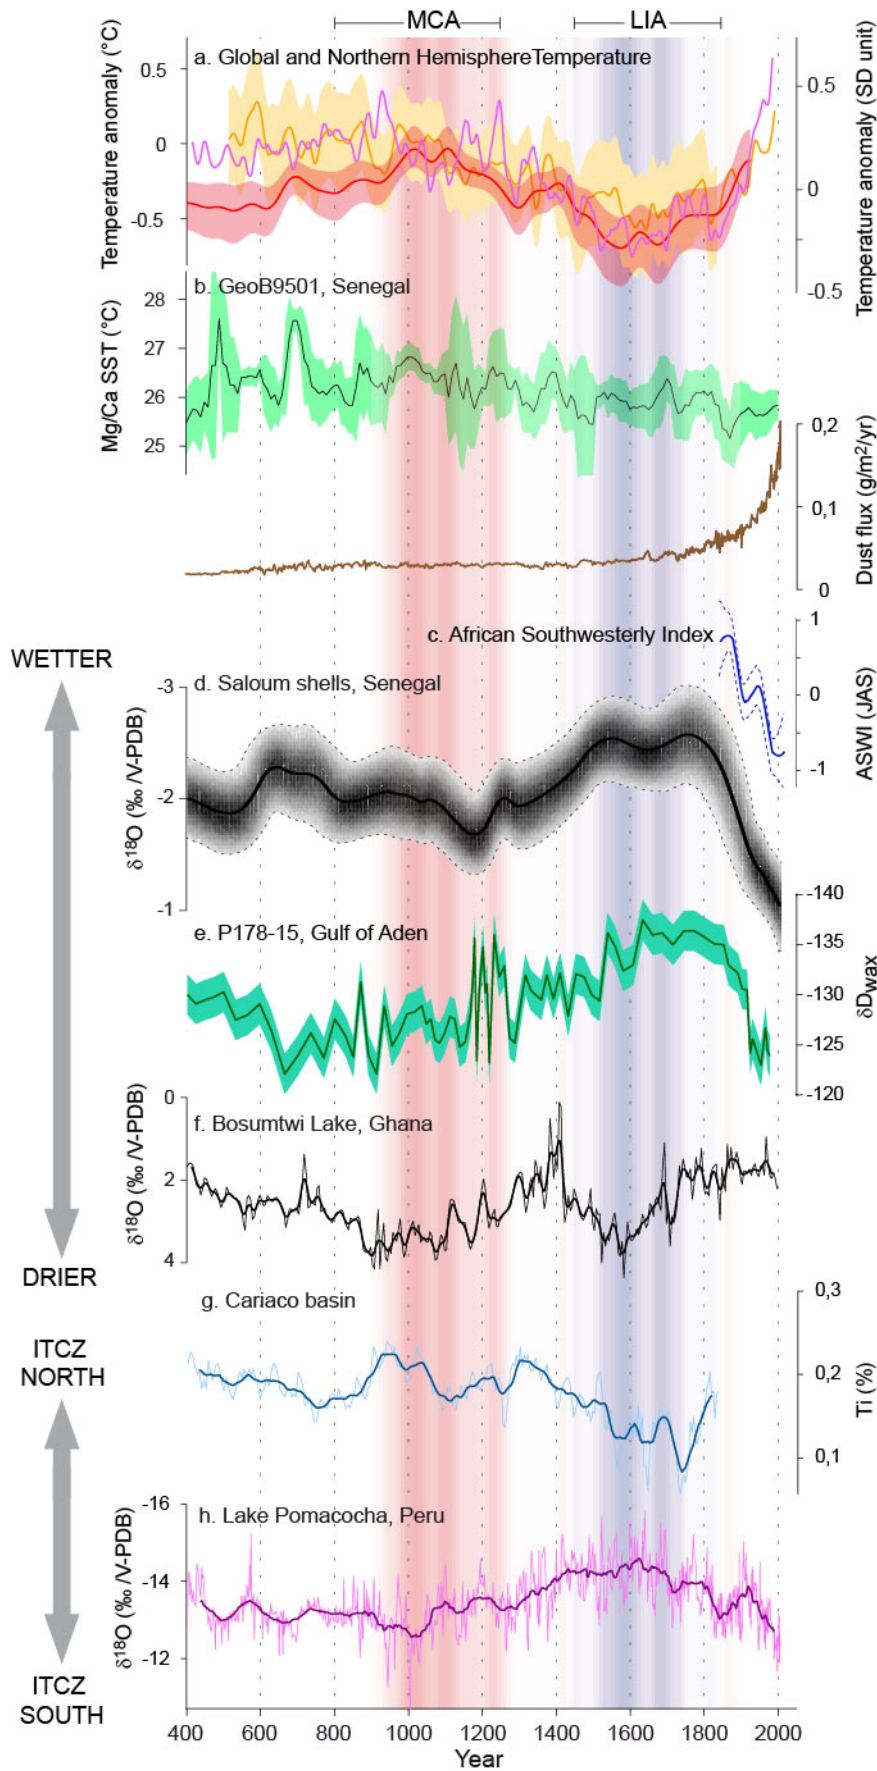 MCA LIA
a. Global and Northern HemisphereTemperature
Temperature anomaly (°C)
0.5
0
-0.5
Temperature anomaly (SD unit)
0.5
0
-0.5
b. GeoB9501, Senegal
Mg/Ca SST (°C)
28
27
26
25
Dust flux (g/m²/yr)
0,2
0,1
0
c. African Southwesterly Index
ASWI (JAS)
1
0
-1
WETTER
d. Saloum shells, Senegal
δ¹⁸O (‰ /V-PDB)
-3
-2
-1
e. P178-15, Gulf of Aden
δDwax
-140
-135
-130
-125
-120
f. Bosumtwi Lake, Ghana
δ¹⁸O (‰ /V-PDB)
0
2
4
DRIER
g. Cariaco basin
Ti (%)
0,3
0,2
0,1
ITCZ
NORTH
h. Lake Pomacocha, Peru
δ¹⁸O (‰ /V-PDB)
-16
-14
-12
ITCZ
SOUTH
400 600 800 1000 1200 1400 1600 1800 2000
Year